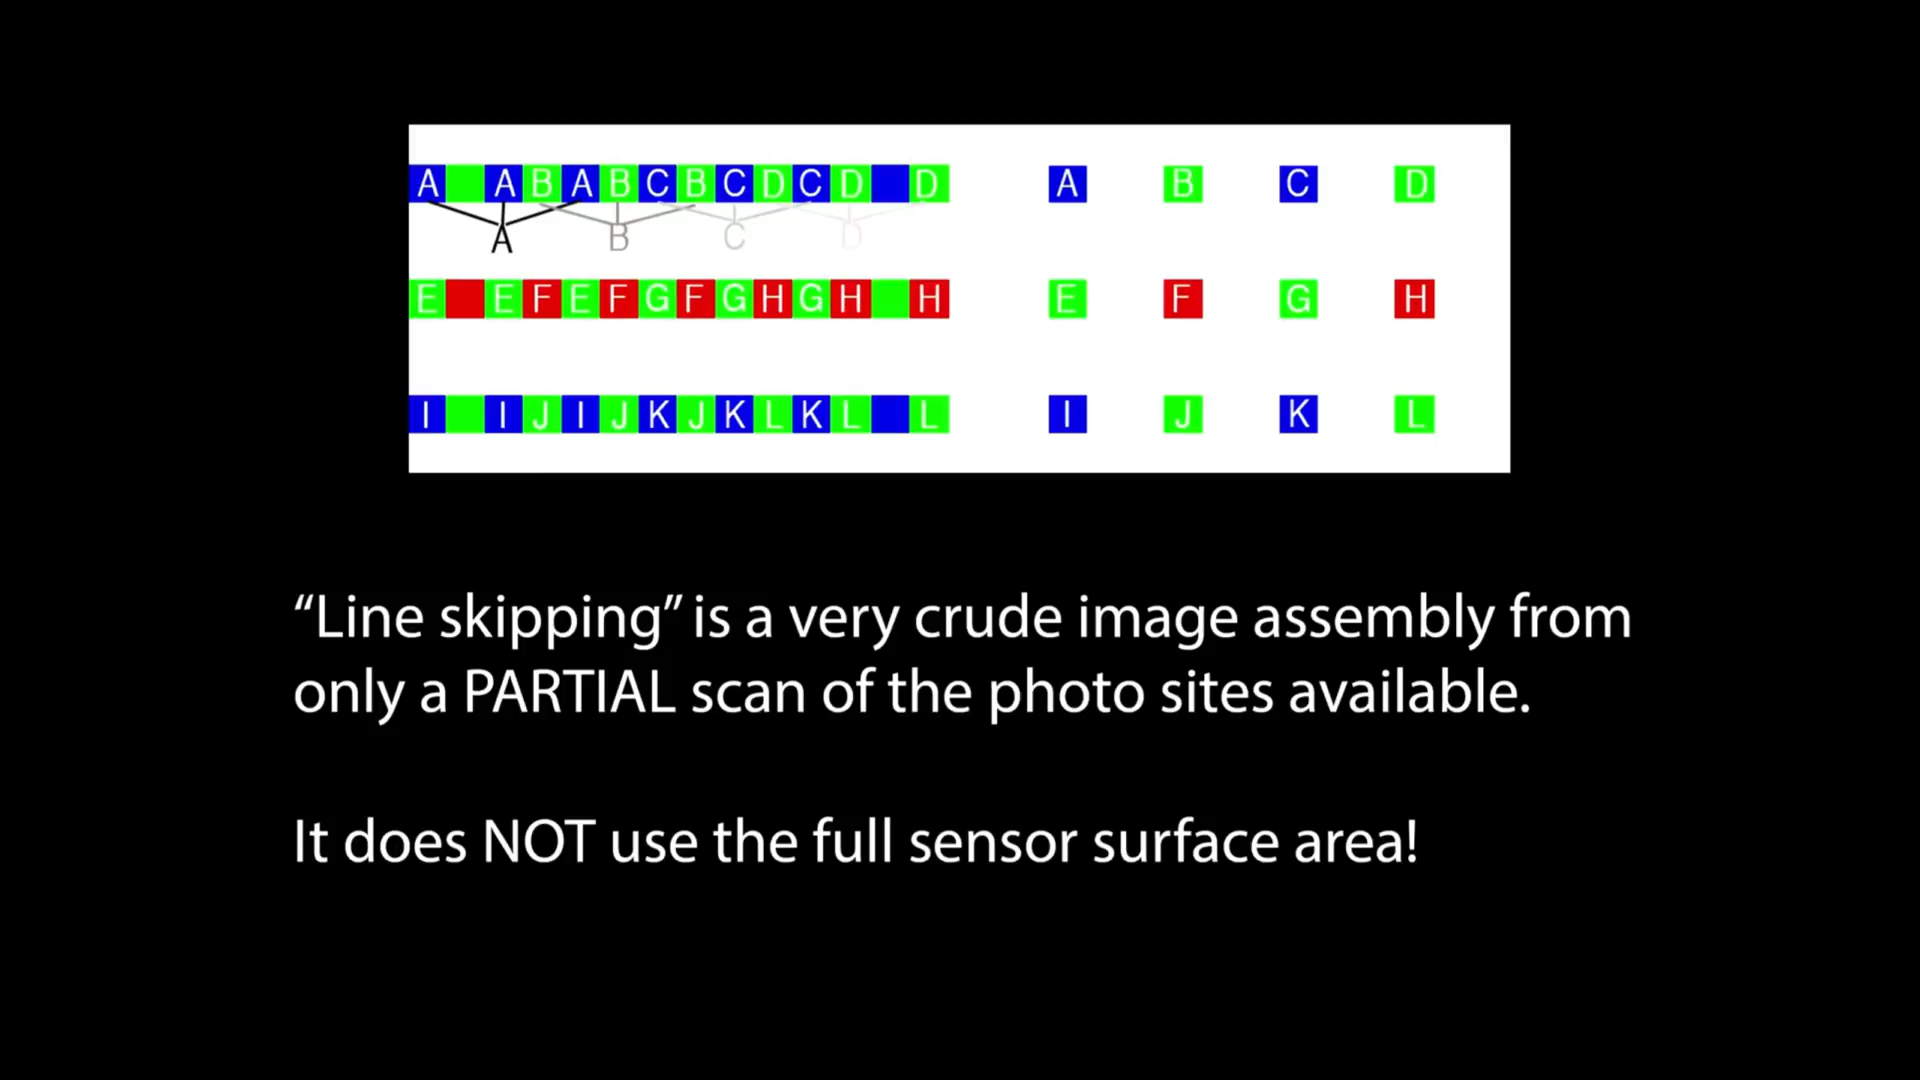 A A B A B C B C D C D D A B C D
A B C D
E E F E F G F G H G H H E F G H
I I J I J K J K L K L L I J K L
“Line skipping” is a very crude image assembly from
only a PARTIAL scan of the photo sites available.
It does NOT use the full sensor surface area!